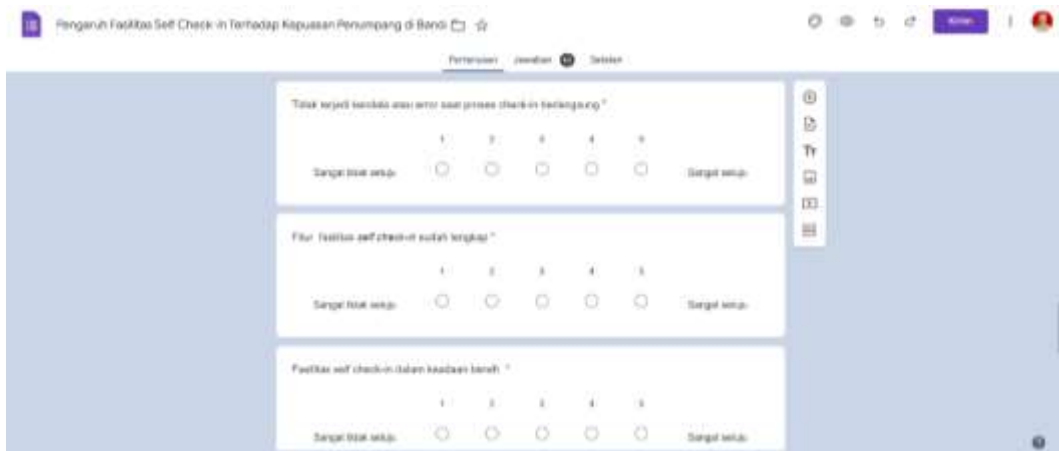 Pengaruh Fasilitas Self Check-in Terhadap Kepuasan Penumpang di Banda
Pertanyaan Jawaban Setelan
Kirim
Tidak terjadi kendala atau error saat proses check-in berlangsung *
1 2 3 4 5
Sangat tidak setuju Sangat setuju
Fitur fasilitas self check-in sudah lengkap *
1 2 3 4 5
Sangat tidak setuju Sangat setuju
Fasilitas self check-in dalam keadaan bersih *
1 2 3 4 5
Sangat tidak setuju Sangat setuju